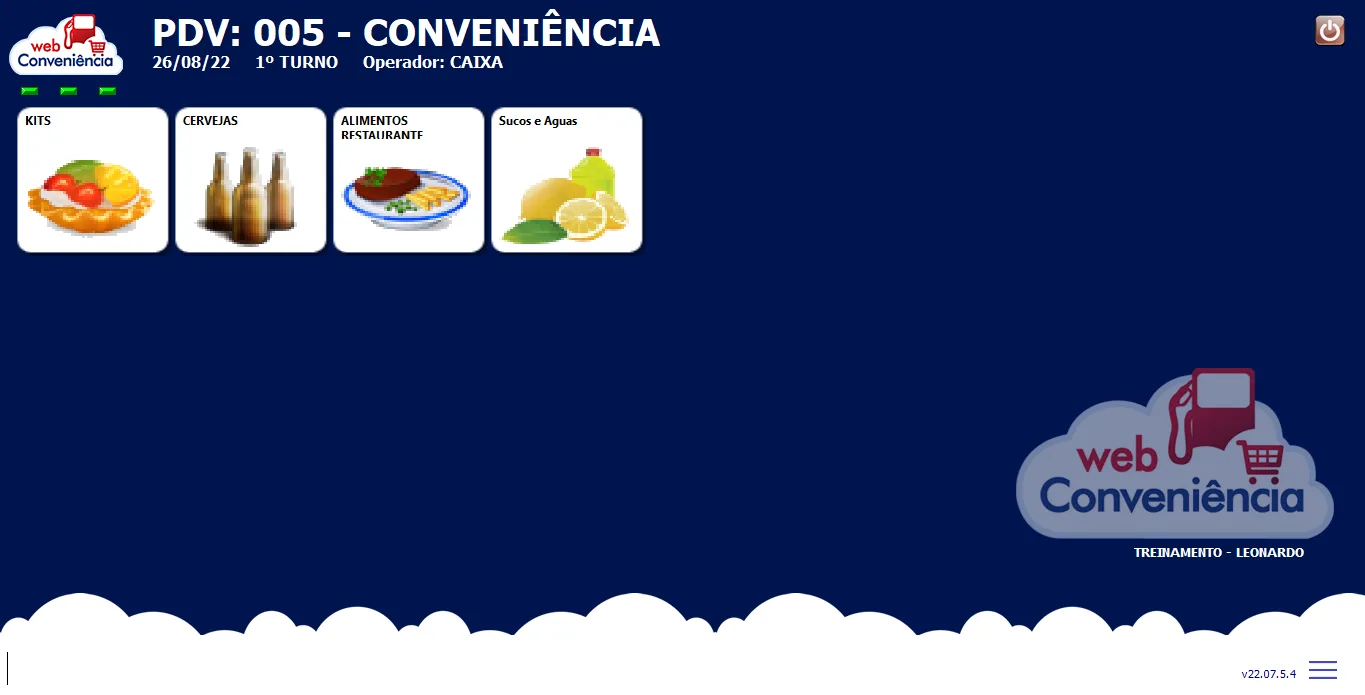 web
Conveniência
PDV: 005 - CONVENIÊNCIA
26/08/22 1º TURNO Operador: CAIXA
KITS
CERVEJAS
ALIMENTOS
RESTAURANTE
Sucos e Aguas
web
Conveniência
TREINAMENTO - LEONARDO
v22.07.5.4